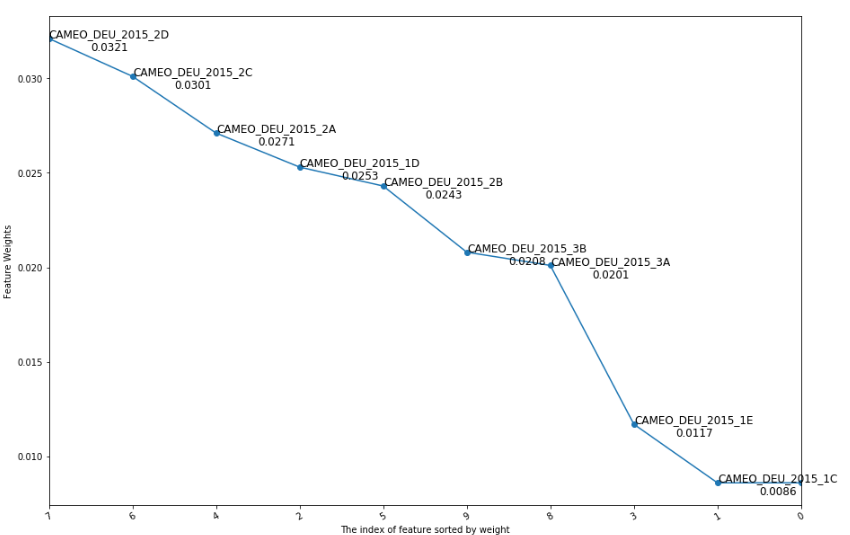 CAMEO_DEU_2015_2D
0.0321
CAMEO_DEU_2015_2C
0.0301
0.030
CAMEO_DEU_2015_2A
0.0271
CAMEO_DEU_2015_1D
0.0253
0.025
CAMEO_DEU_2015_2B
0.0243
Feature Weights
CAMEO_DEU_2015_3B
0.0208
CAMEO_DEU_2015_3A
0.0201
0.020
0.015
CAMEO_DEU_2015_1E
0.0117
0.010
CAMEO_DEU_2015_1C
0.0086
7 6 4 2 5 9 8 3 1 0
The index of feature sorted by weight